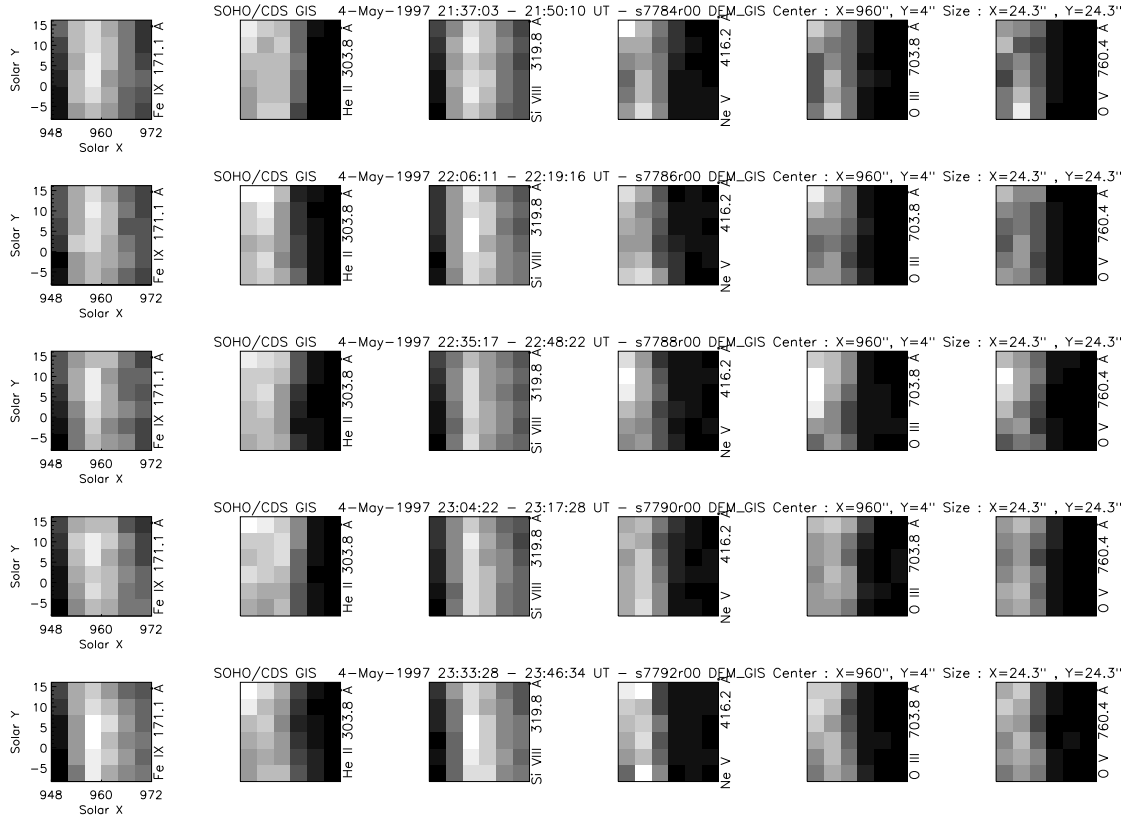 SOHO/CDS GIS 4-May-1997 21:37:03 - 21:50:10 UT - s7784r00 DEM_GIS Center : X=960", Y=4" Size : X=24.3", Y=24.3"
Solar Y
15
10
5
0
-5
948 960 972
Solar X
Fe IX 171.1 A
He II 303.8 A
Si VIII 319.8 A
Ne V 416.2 A
O III 703.8 A
O V 760.4 A
SOHO/CDS GIS 4-May-1997 22:06:11 - 22:19:16 UT - s7786r00 DEM_GIS Center : X=960", Y=4" Size : X=24.3", Y=24.3"
Solar Y
15
10
5
0
-5
948 960 972
Solar X
Fe IX 171.1 A
He II 303.8 A
Si VIII 319.8 A
Ne V 416.2 A
O III 703.8 A
O V 760.4 A
SOHO/CDS GIS 4-May-1997 22:35:17 - 22:48:22 UT - s7788r00 DEM_GIS Center : X=960", Y=4" Size : X=24.3", Y=24.3"
Solar Y
15
10
5
0
-5
948 960 972
Solar X
Fe IX 171.1 A
He II 303.8 A
Si VIII 319.8 A
Ne V 416.2 A
O III 703.8 A
O V 760.4 A
SOHO/CDS GIS 4-May-1997 23:04:22 - 23:17:28 UT - s7790r00 DEM_GIS Center : X=960", Y=4" Size : X=24.3", Y=24.3"
Solar Y
15
10
5
0
-5
948 960 972
Solar X
Fe IX 171.1 A
He II 303.8 A
Si VIII 319.8 A
Ne V 416.2 A
O III 703.8 A
O V 760.4 A
SOHO/CDS GIS 4-May-1997 23:33:28 - 23:46:34 UT - s7792r00 DEM_GIS Center : X=960", Y=4" Size : X=24.3", Y=24.3"
Solar Y
15
10
5
0
-5
948 960 972
Solar X
Fe IX 171.1 A
He II 303.8 A
Si VIII 319.8 A
Ne V 416.2 A
O III 703.8 A
O V 760.4 A